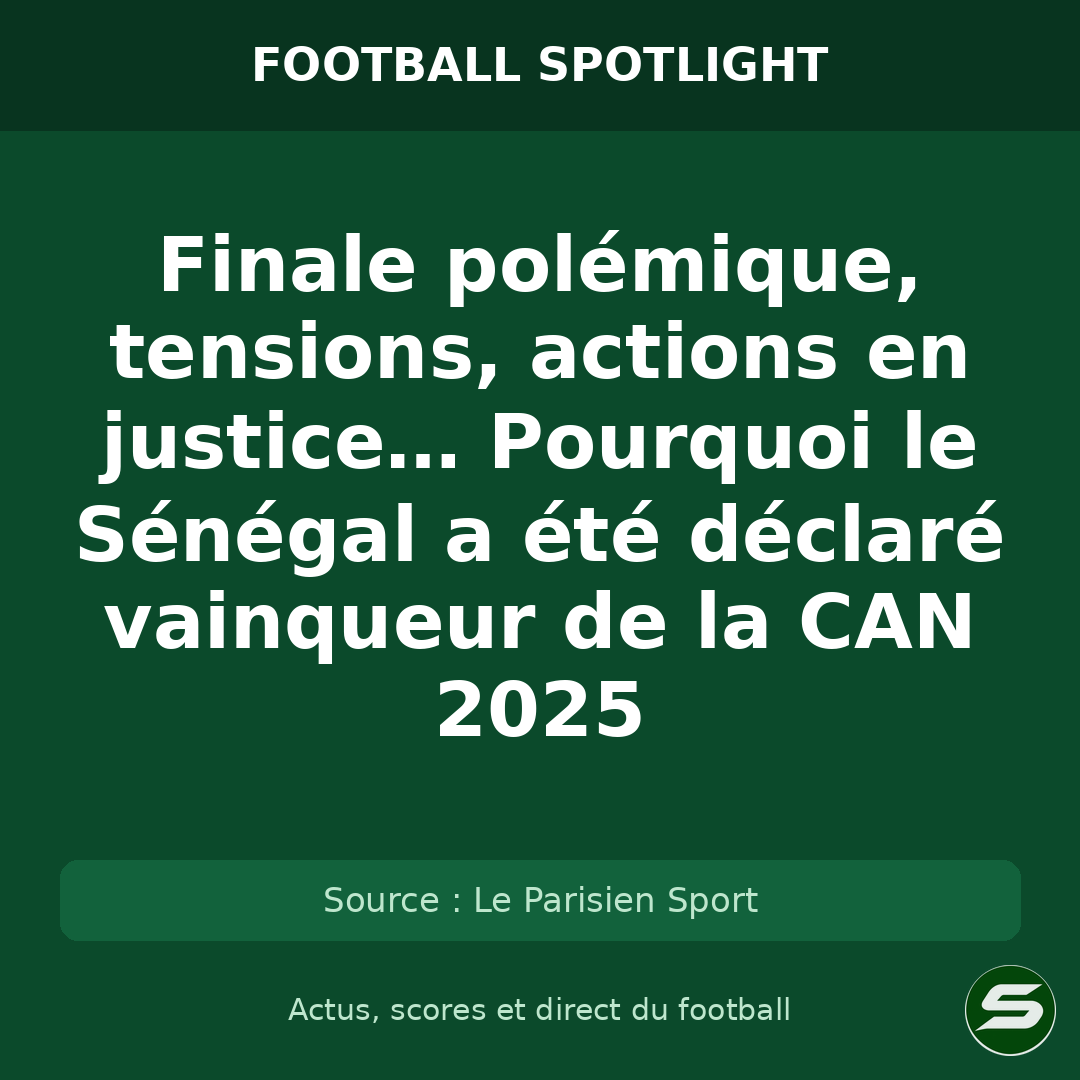 FOOTBALL SPOTLIGHT
Finale polémique,
tensions, actions en
justice… Pourquoi le
Sénégal a été déclaré
vainqueur de la CAN
2025
Source : Le Parisien Sport
Actus, scores et direct du football
S